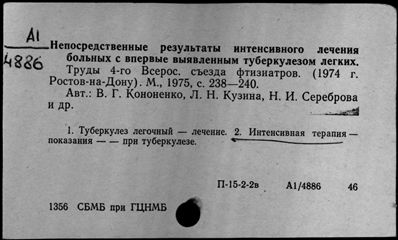 А1
4886
Непосредственные результаты интенсивного лечения
больных с впервые выявленным туберкулезом легких.
Труды 4-го Всерос. съезда фтизиатров. (1974 г.
Ростов-на-Дону). М., 1975, с. 238—240.
Авт.: В. Г. Кононенко, Л. Н. Кузина, Н. И. Сереброва
и др.
1. Туберкулез легочный — лечение. 2. Интенсивная терапия—
показания — — при туберкулезе.
П-15-2-2в А1/4886 46
1356 СБМБ при ГЦНМБ